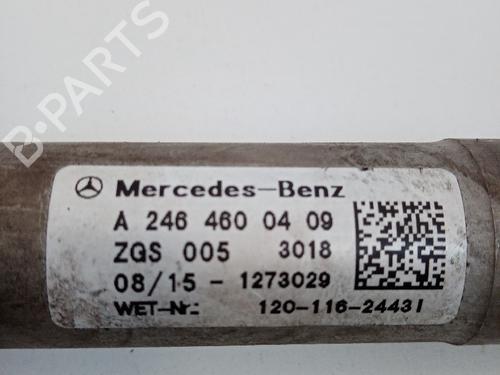 Mercedes-Benz
A 246 460 04 09
ZGS 005 3018
08/15 - 1273029
WET-Nr.: 120-116-24431
B-PARTS